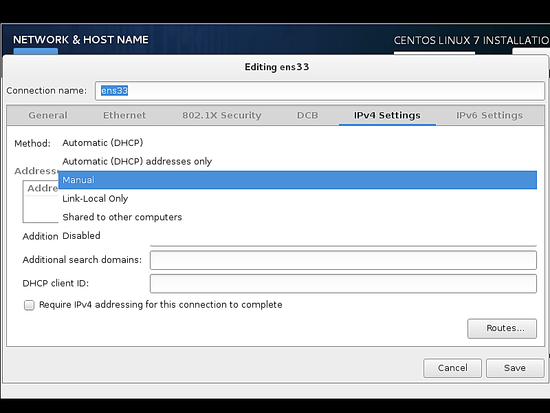 NETWORK & HOST NAME
CENTOS LINUX 7 INSTALLATIO
Editing ens33
Connection name: ens33
General Ethernet 802.1X Security DCB IPv4 Settings IPv6 Settings
Method: Automatic (DHCP)
Automatic (DHCP) addresses only
Address
Manual
Addre
Link-Local Only
Shared to other computers
Addition Disabled
Additional search domains:
DHCP client ID:
Require IPv4 addressing for this connection to complete
Routes...
Cancel Save